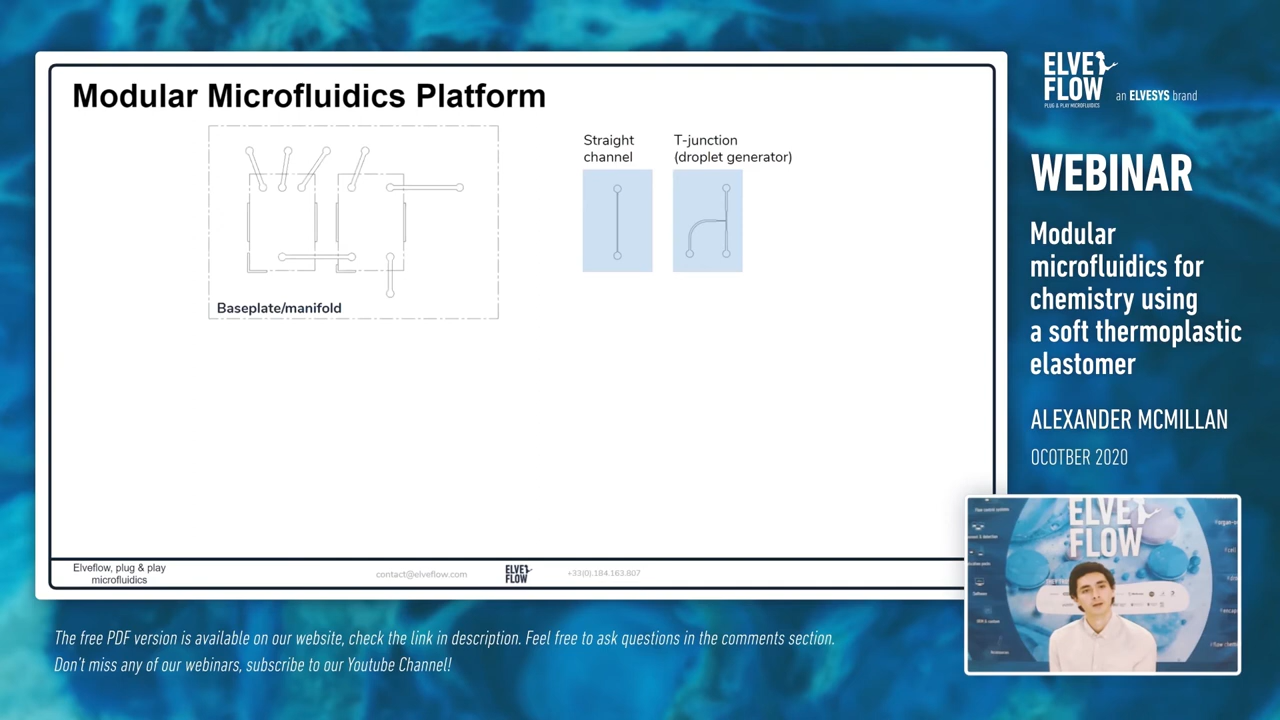 Modular Microfluidics Platform
Straight
channel
T-junction
(droplet generator)
Baseplate/manifold
Elveflow, plug & play
microfluidics
contact@elveflow.com
ELVE
FLOW
+33(0).184.163.807
ELVE
FLOW
PLUG & PLAY MICROFLUIDICS
an ELVESYS brand
WEBINAR
Modular
microfluidics for
chemistry using
a soft thermoplastic
elastomer
ALEXANDER MCMILLAN
OCOTBER 2020
ELVE
FLOW
The free PDF version is available on our website, check the link in description. Feel free to ask questions in the comments section.
Don't miss any of our webinars, subscribe to our Youtube Channel!